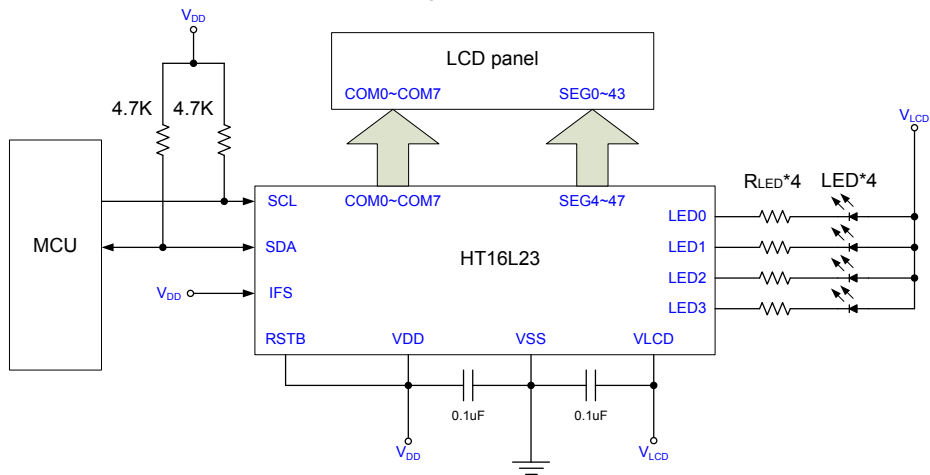 VDD
LCD panel
COM0~COM7 SEG0~43
4.7K 4.7K
VLCD
RLED*4 LED*4
MCU
SCL COM0~COM7 SEG4~47
LED0
SDA
HT16L23
LED1
VDD IFS
LED2
LED3
RSTB VDD VSS VLCD
0.1uF 0.1uF
VDD VLCD